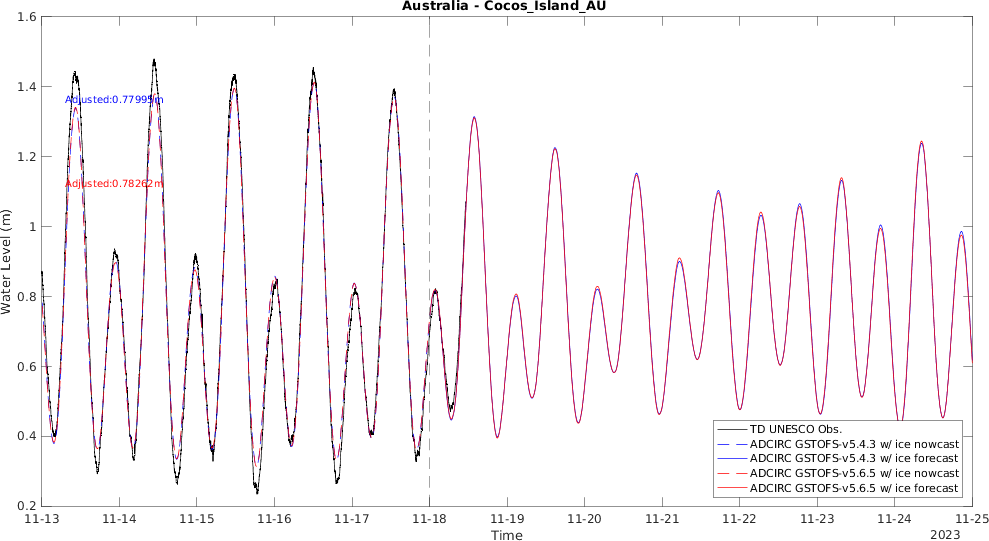 Australia - Cocos_Island_AU
1.6
1.4
1.2
1
0.8
0.6
0.4
0.2
Water Level (m)
Adjusted:0.77995m
Adjusted:0.78262m
TD UNESCO Obs.
ADCIRC GSTOFS-v5.4.3 w/ ice nowcast
ADCIRC GSTOFS-v5.4.3 w/ ice forecast
ADCIRC GSTOFS-v5.6.5 w/ ice nowcast
ADCIRC GSTOFS-v5.6.5 w/ ice forecast
11-13 11-14 11-15 11-16 11-17 11-18 11-19 11-20 11-21 11-22 11-23 11-24 11-25
Time
2023